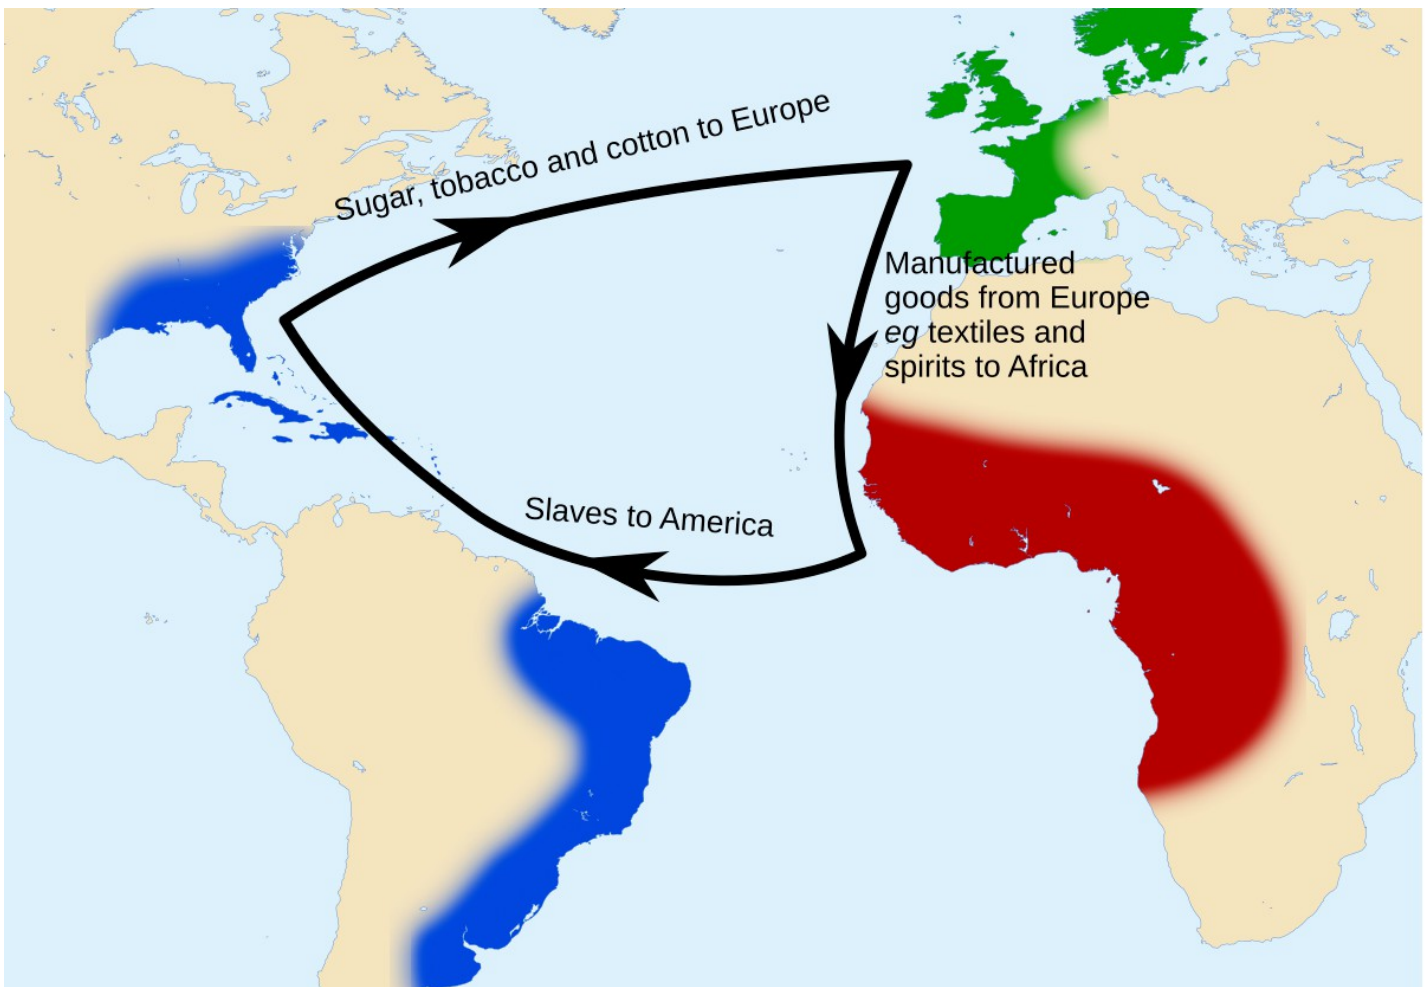 Sugar, tobacco and cotton to Europe
Manufactured
goods from Europe
eg textiles and
spirits to Africa
Slaves to America